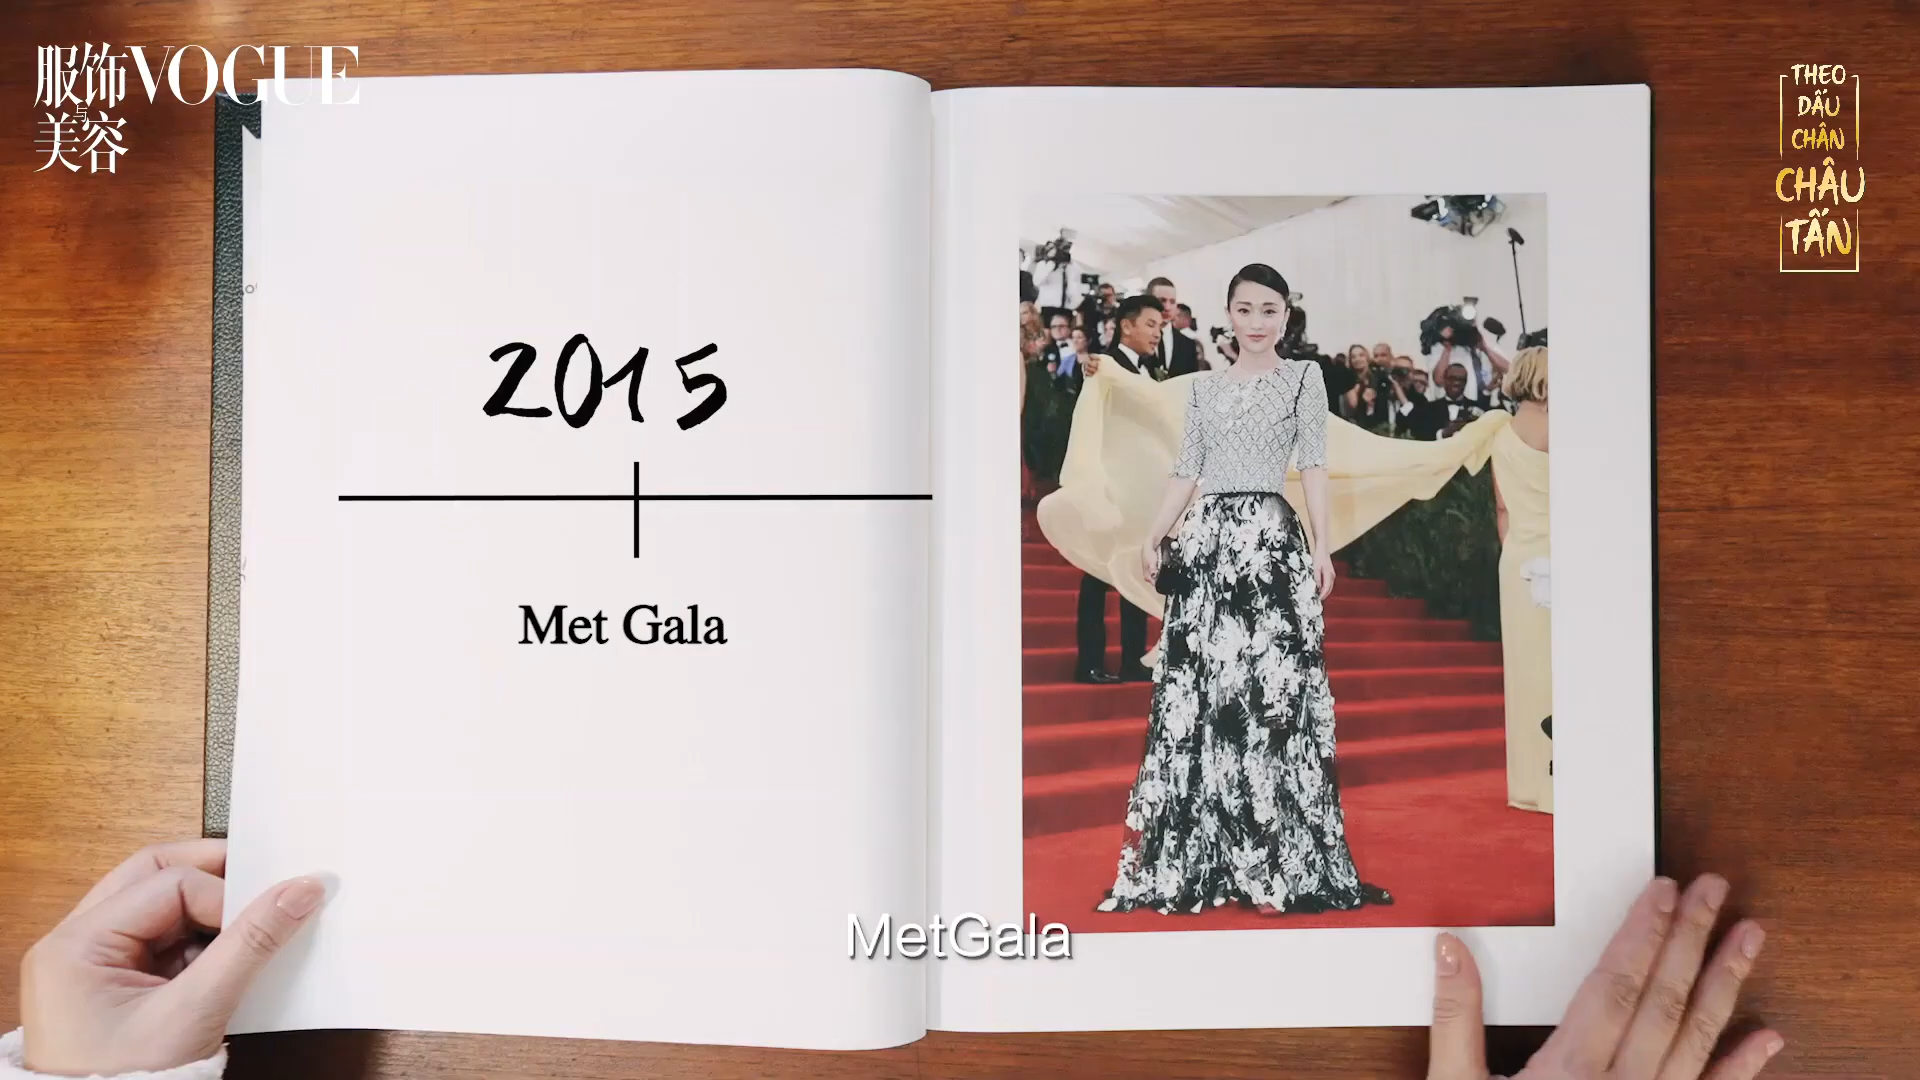 服饰VOGUE
与
美容
THEO
DẤU
CHÂN
CHÂU
TẤN
2015
Met Gala
MetGala